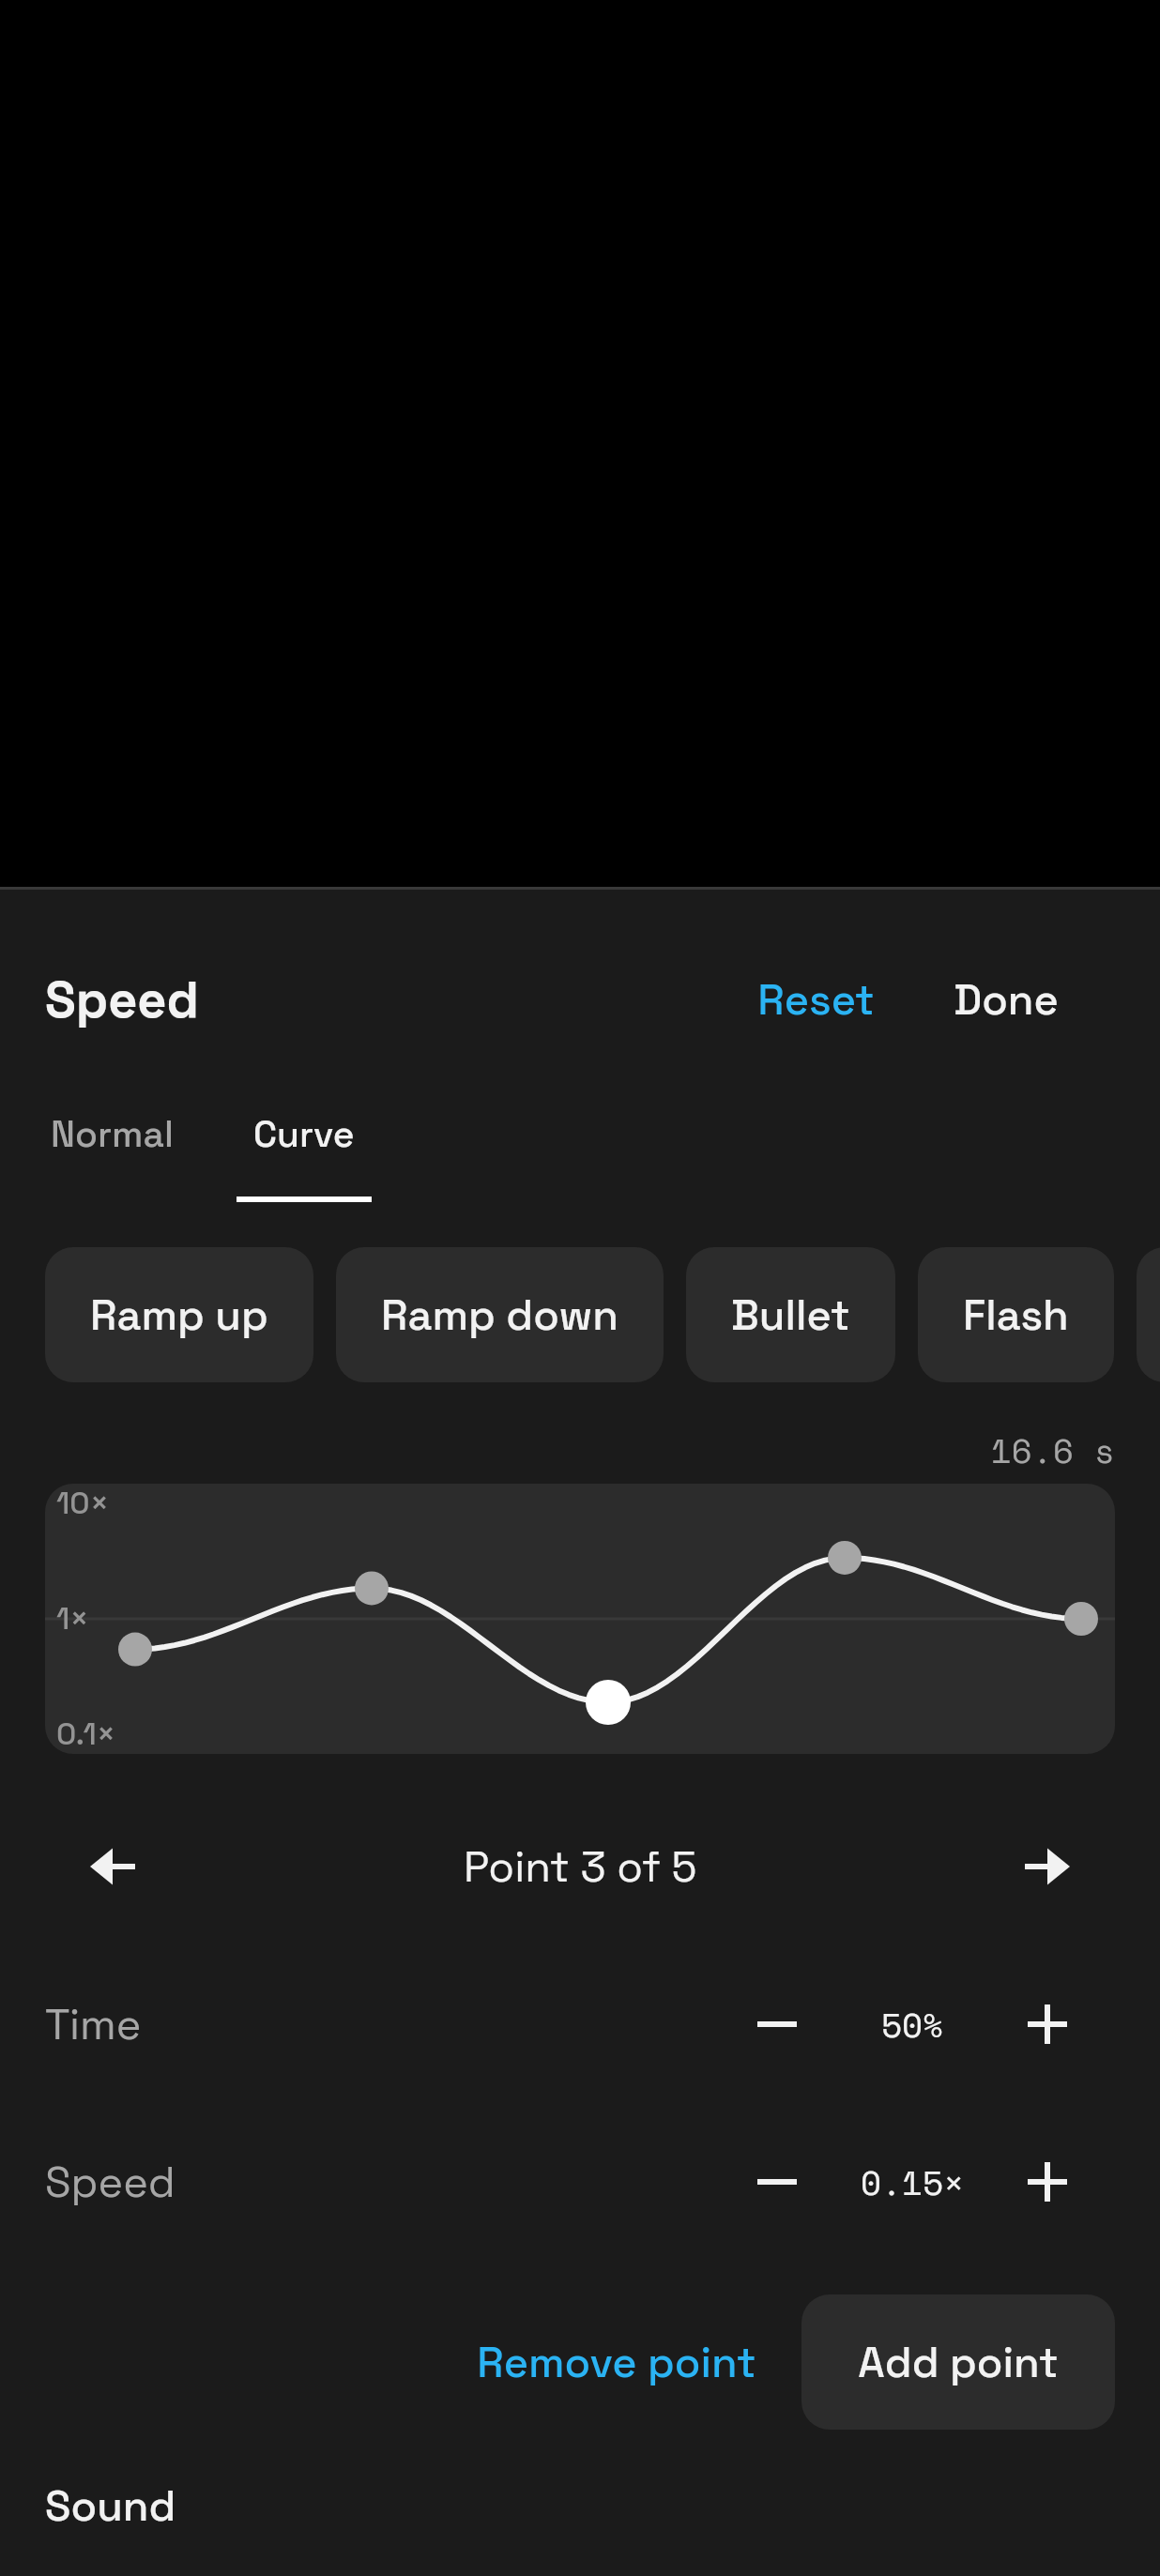 Speed Reset Done
Normal Curve
Ramp up Ramp down Bullet Flash
16.6 s
10×
1×
0.1×
Point 3 of 5
Time 50%
Speed 0.15×
Remove point Add point
Sound